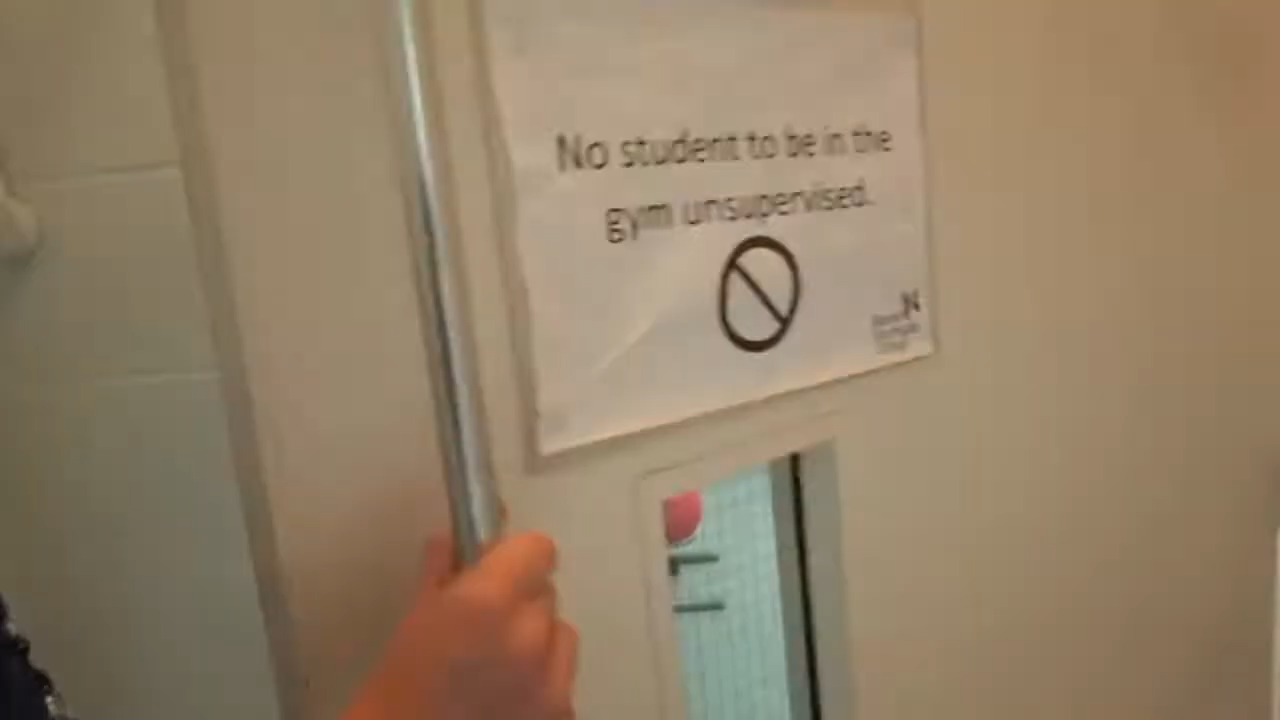 No student to be in the
gym unsupervised.
N